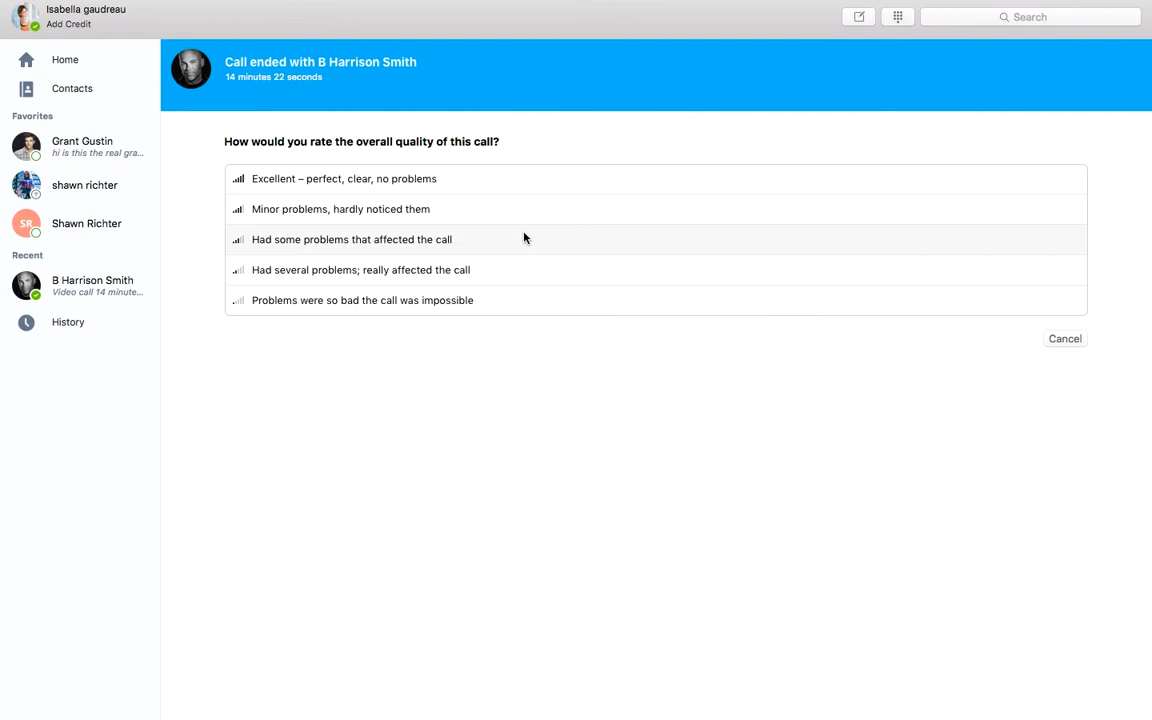 Isabella gaudreau
Add Credit
Search
Home
Contacts
Favorites
Grant Gustin
hi is this the real gra...
shawn richter
SR
Shawn Richter
Recent
B Harrison Smith
Video call 14 minute...
History
Call ended with B Harrison Smith
14 minutes 22 seconds
How would you rate the overall quality of this call?
Excellent – perfect, clear, no problems
Minor problems, hardly noticed them
Had some problems that affected the call
Had several problems; really affected the call
Problems were so bad the call was impossible
Cancel